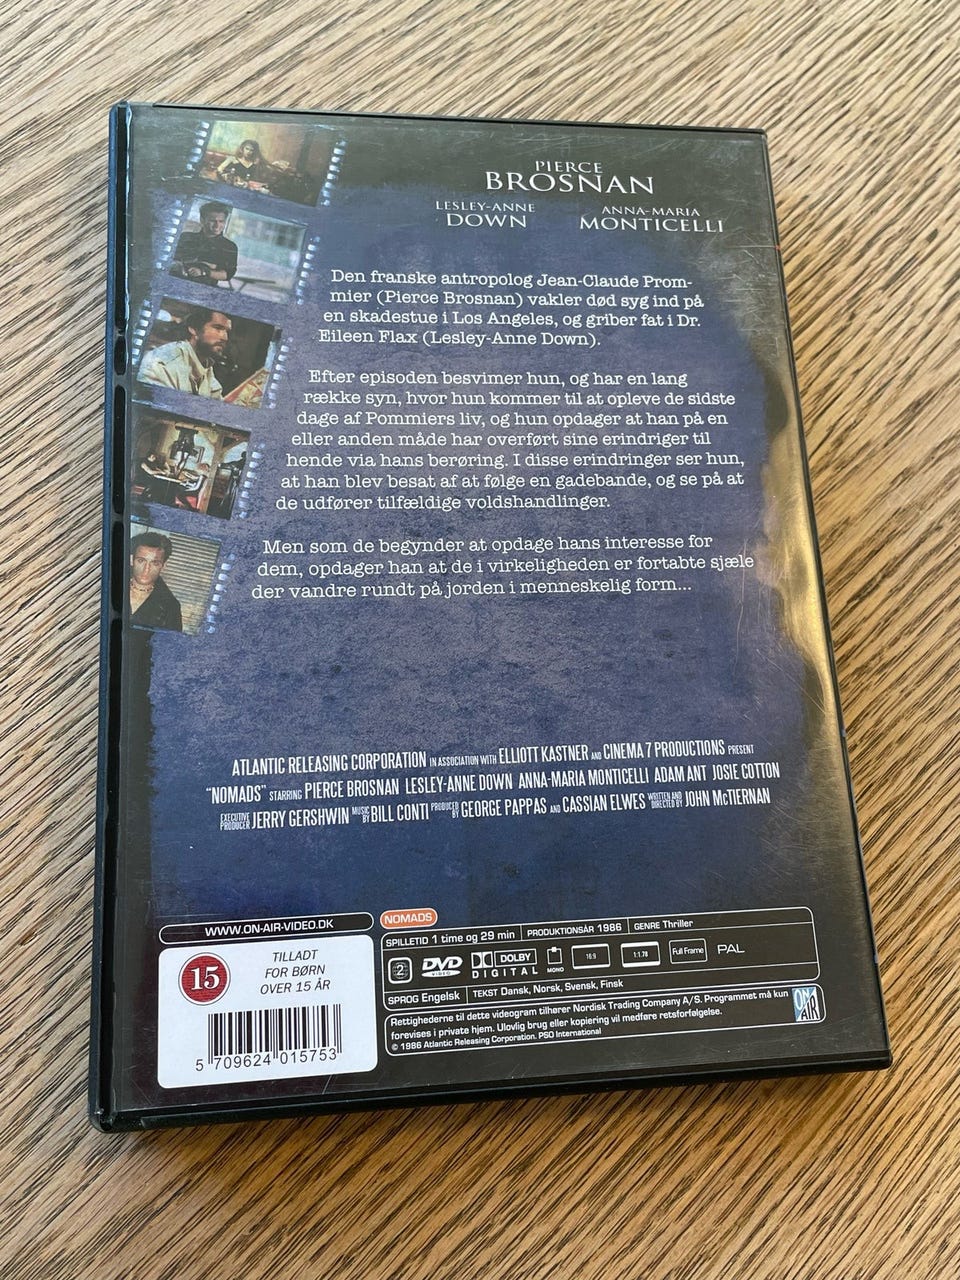 PIERCE
BROSNAN
LESLEY-ANNE
DOWN
ANNA-MARIA
MONTICELLI
Den franske antropolog Jean-Claude Prom-
mier (Pierce Brosnan) vakler død syg ind på
en skadestue i Los Angeles, og griber fat i Dr.
Eileen Flax (Lesley-Anne Down).
Efter episoden besvimer hun, og har en lang
række syn, hvor hun kommer til at opleve de sidste
dage af Pommiers liv, og hun opdager at han på en
eller anden måde har overført sine erindriger til
hende via hans berøring. I disse erindringer ser hun,
at han blev besat af at følge en gadebande, og se på at
de udfører tilfældige voldshandlinger.
Men som de begynder at opdage hans interesse for
dem, opdager han at de i virkeligheden er fortabte sjæle
der vandre rundt på jorden i menneskelig form...
ATLANTIC RELEASING CORPORATION IN ASSOCIATION WITH ELLIOTT KASTNER AND CINEMA 7 PRODUCTIONS PRESENT
"NOMADS" STARRING PIERCE BROSNAN LESLEY-ANNE DOWN ANNA-MARIA MONTICELLI ADAM ANT JOSIE COTTON
EXECUTIVE PRODUCER JERRY GERSHWIN MUSIC BY BILL CONTI PRODUCED BY GEORGE PAPPAS AND CASSIAN ELWES WRITTEN AND DIRECTED BY JOHN McTIERNAN
WWW.ON-AIR-VIDEO.DK
15
TILLADT
FOR BØRN
OVER 15 ÅR
5 709624 015753
NOMADS
SPILLETID 1 time og 29 min PRODUKTIONSÅR 1986 GENRE Thriller
2 DVD VIDEO DOLBY DIGITAL MONO 16:9 1:1.78 Full Frame PAL
SPROG Engelsk TEKST Dansk, Norsk, Svensk, Finsk
Rettighederne til dette videogram tilhører Nordisk Trading Company A/S. Programmet må kun
forevises i private hjem. Ulovlig brug eller kopiering vil medføre retsforfølgelse.
© 1986 Atlantic Releasing Corporation. PSO International
ON AIR